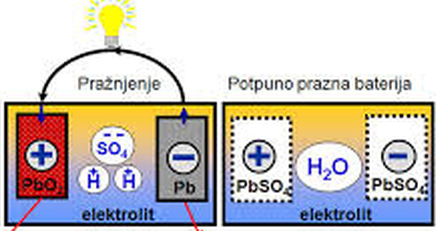 Pražnjenje
Potpuno prazna baterija
+
– –
SO₄
+ +
H H
–
PbO₂
Pb
elektrolit
+
H₂O
–
PbSO₄
PbSO₄
elektrolit